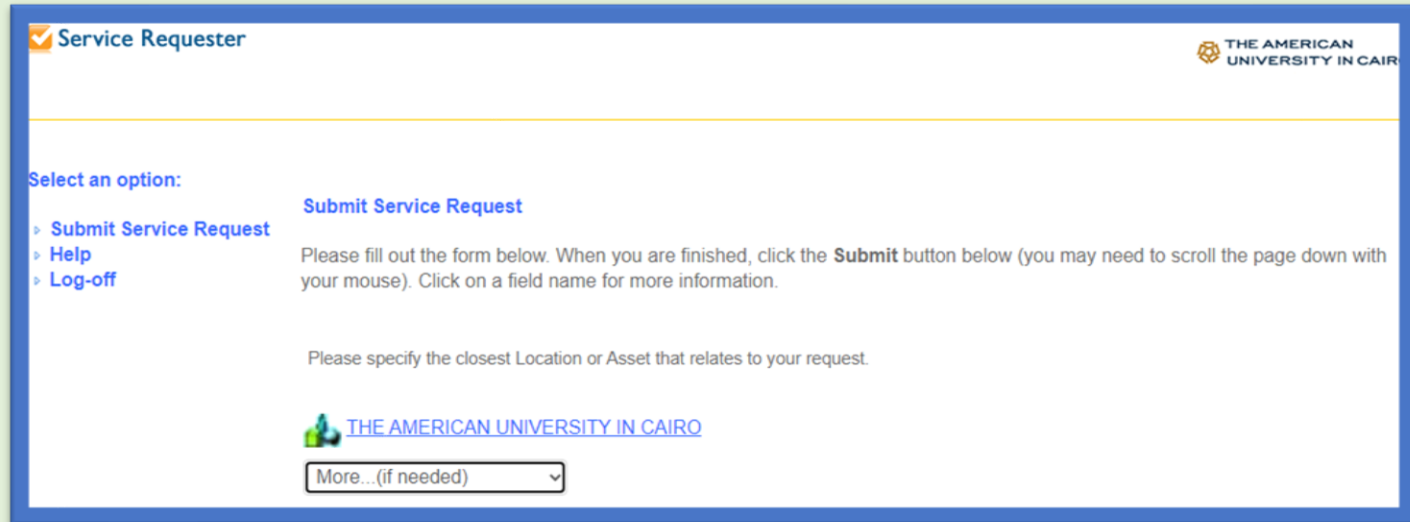 Service Requester
THE AMERICAN
UNIVERSITY IN CAIR
Select an option:
Submit Service Request
Help
Log-off
Submit Service Request
Please fill out the form below. When you are finished, click the Submit button below (you may need to scroll the page down with
your mouse). Click on a field name for more information.
Please specify the closest Location or Asset that relates to your request.
THE AMERICAN UNIVERSITY IN CAIRO
More...(if needed)